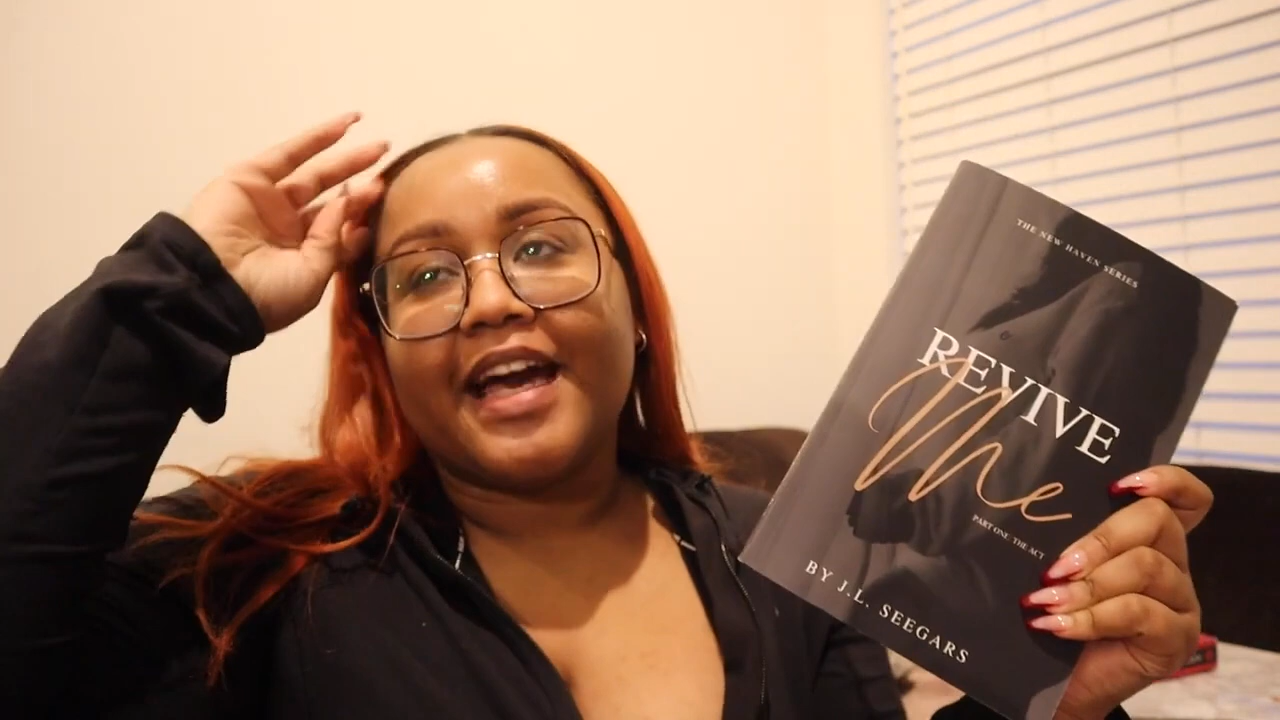 THE NEW HAVEN SERIES
REVIVE
Me
PART ONE: THE ACT
BY J.L. SEEGARS